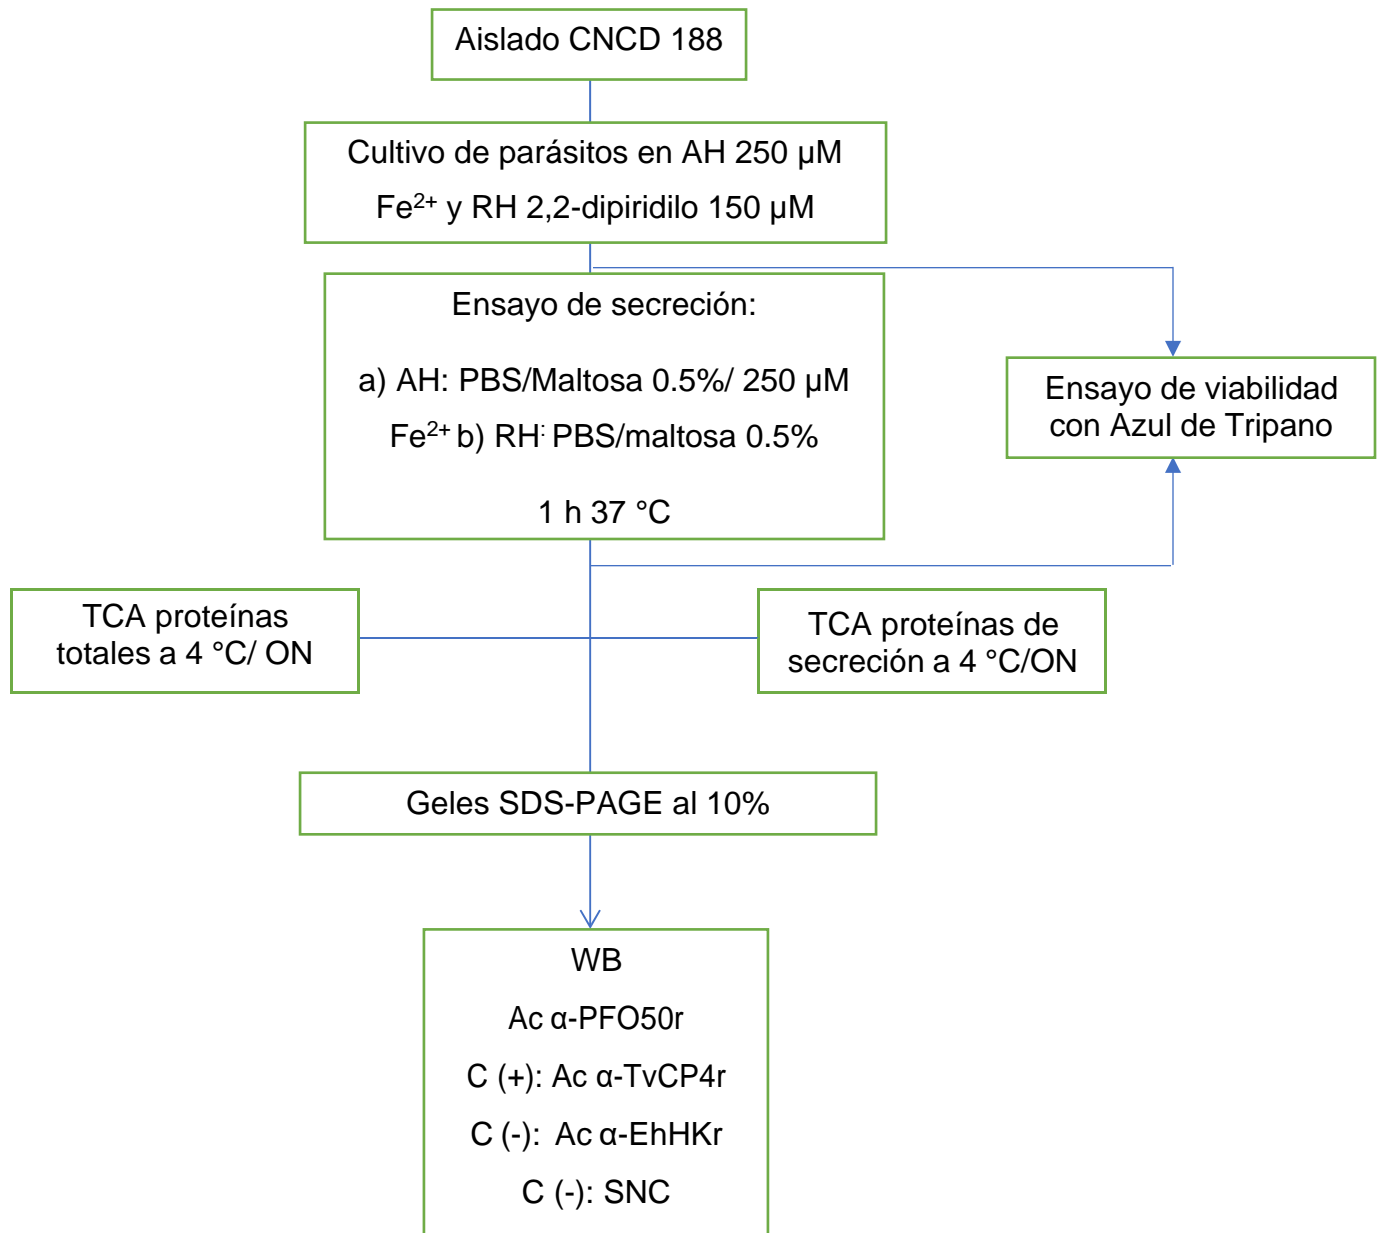 Aislado CNCD 188
Cultivo de parásitos en AH 250 µM
Fe²⁺ y RH 2,2-dipiridilo 150 µM
Ensayo de secreción:
a) AH: PBS/Maltosa 0.5%/ 250 µM
Fe²⁺ b) RH: PBS/maltosa 0.5%
1 h 37 °C
Ensayo de viabilidad
con Azul de Tripano
TCA proteínas
totales a 4 °C/ ON
TCA proteínas de
secreción a 4 °C/ON
Geles SDS-PAGE al 10%
WB
Ac α-PFO50r
C (+): Ac α-TvCP4r
C (-): Ac α-EhHKr
C (-): SNC